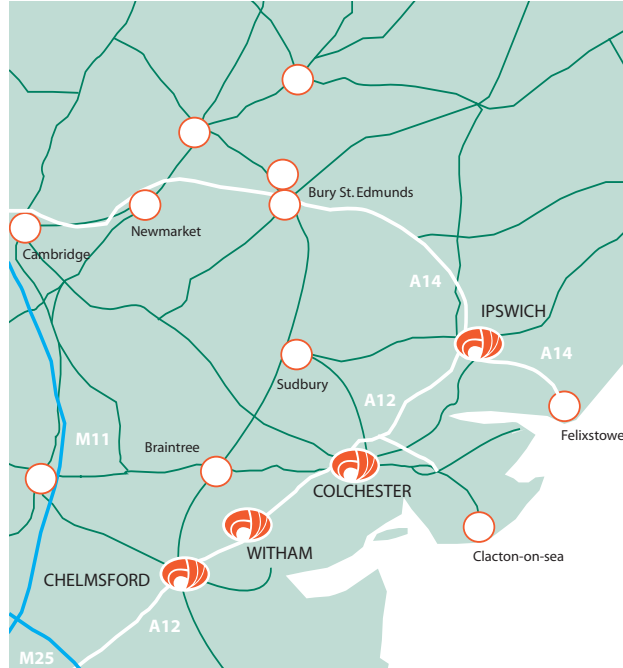 Bury St. Edmunds
Newmarket
Cambridge
A14
IPSWICH
A14
Sudbury
A12
Felixstowe
M11
Braintree
COLCHESTER
WITHAM
Clacton-on-sea
CHELMSFORD
A12
M25